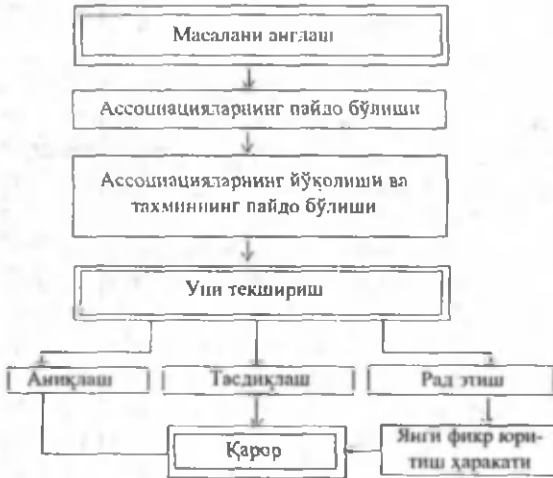 Масалани англаш
Ассоциацияларнинг пайдо бўлиши
Ассоциацияларнинг йўқолиши ва
тахминнинг пайдо бўлиши
Уни текшириш
Аниқлаш
Тасдиқлаш
Рад этиш
Қарор
Янги фикр юри-
тиш ҳаракати